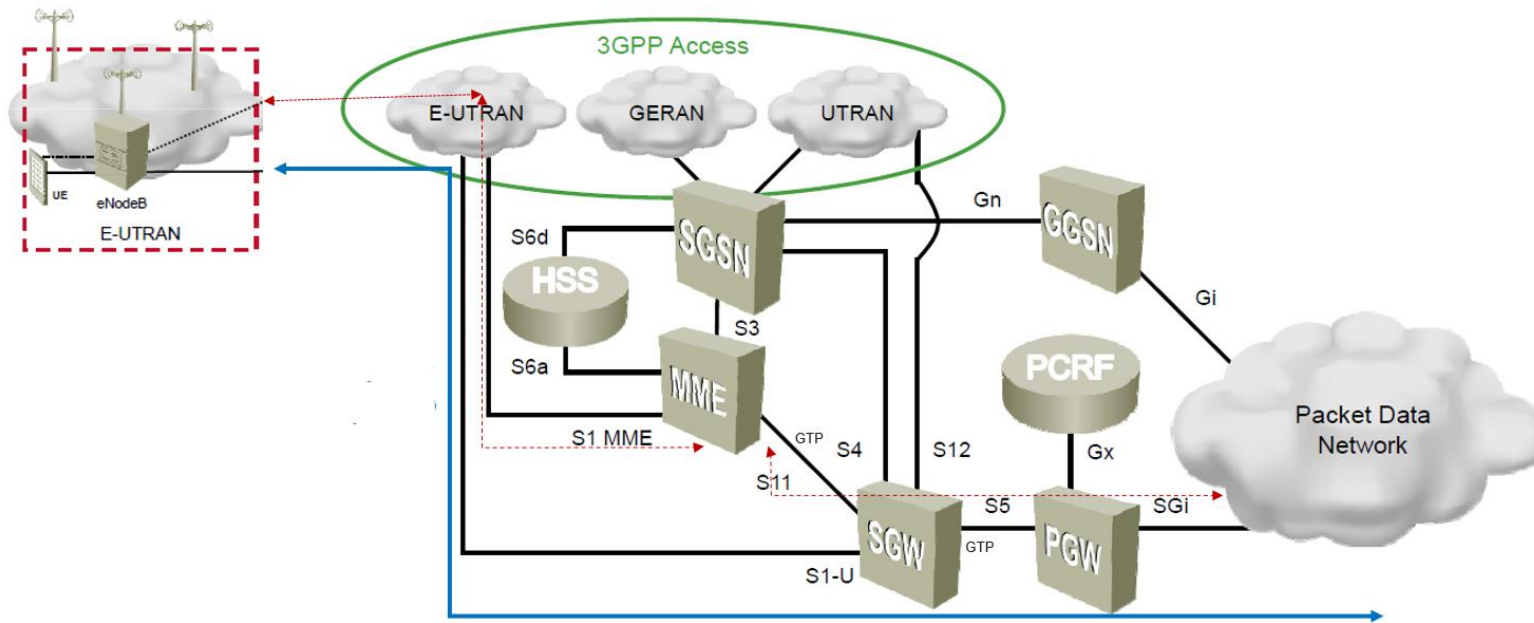 3GPP Access
E-UTRAN
GERAN
UTRAN
UE
eNodeB
E-UTRAN
Gn
GGSN
S6d
SGSN
HSS
Gi
S3
S6a
MME
PCRF
Packet Data
Network
S1 MME
GTP
S4
S12
Gx
S11
S5
SGi
SGW
GTP
PGW
S1-U